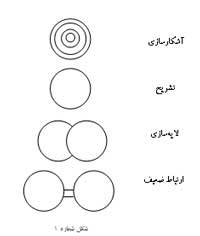 آشکارسازی
تشریح
لایه‌سازی
ارتباط ضعیف
شکل شماره ۱